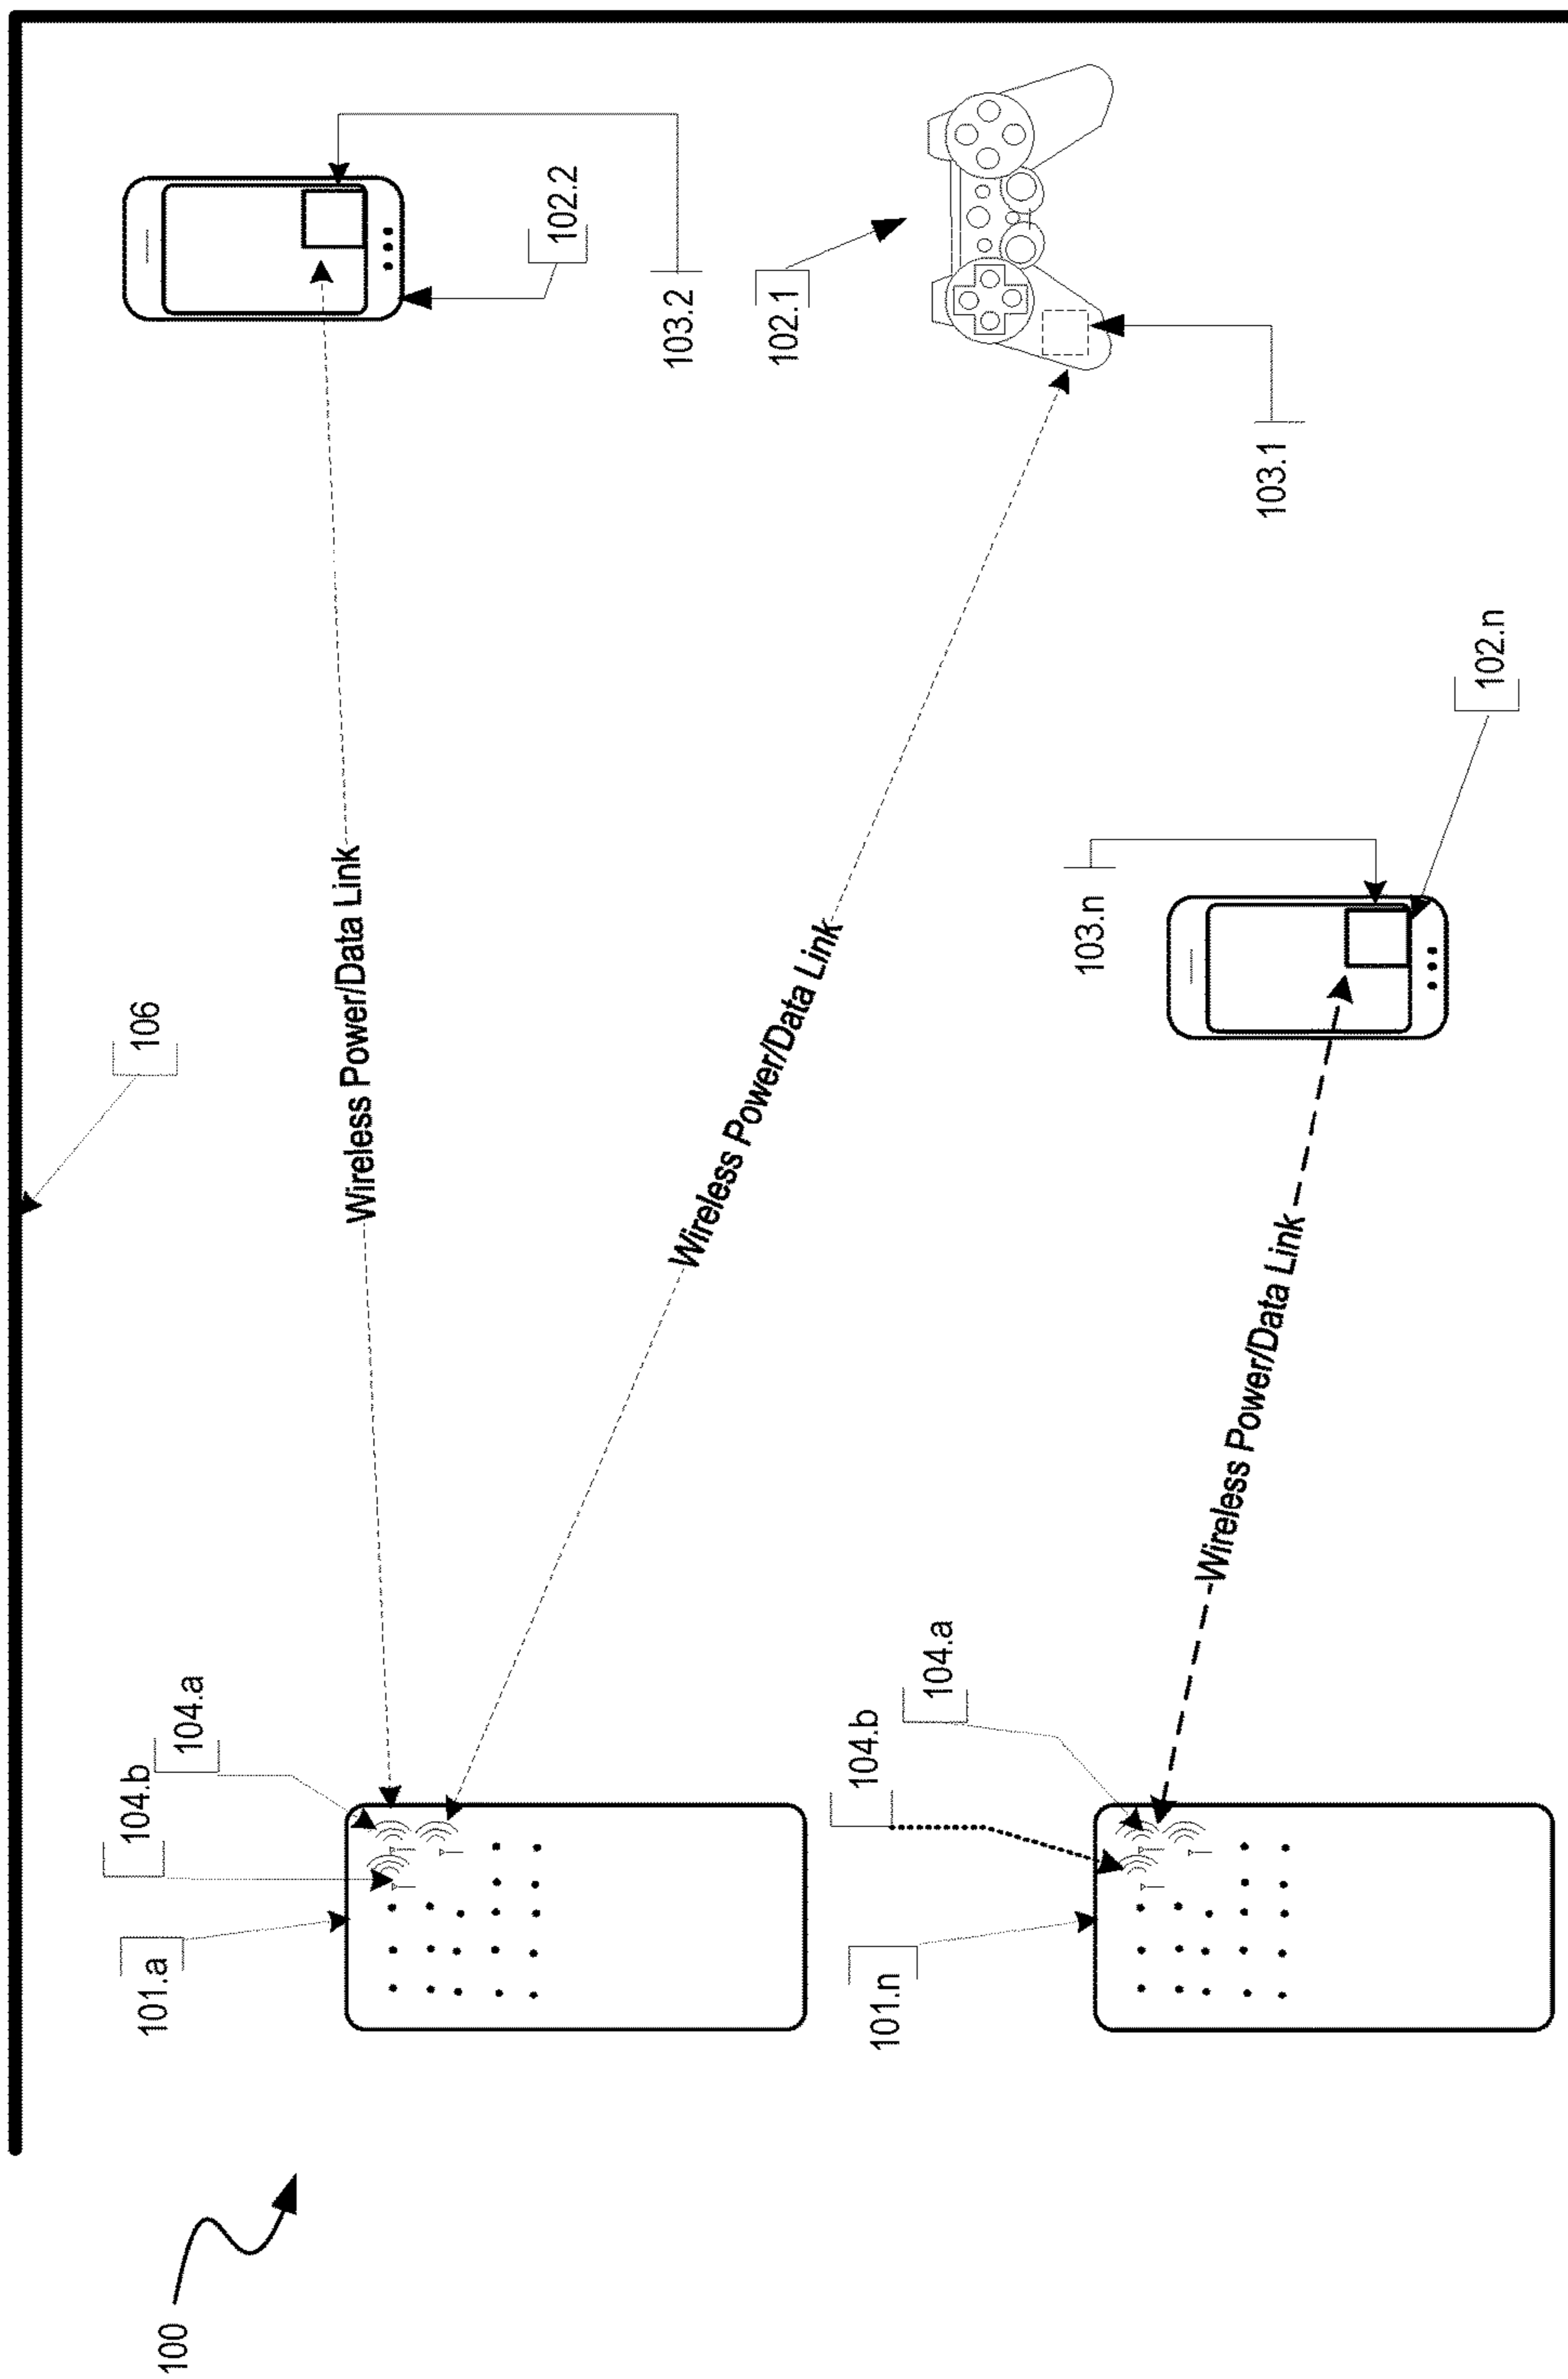 100
106
101.a
104.b
104.a
Wireless Power/Data Link
102.2
103.2
Wireless Power/Data Link
102.1
103.1
101.n
104.b
104.a
Wireless Power/Data Link
103.n
102.n